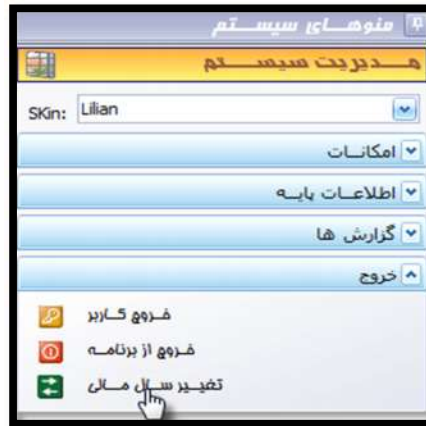 منوهای سیستم
مدیریت سیستم
SKin: Lilian
امکانات
اطلاعات پایه
گزارش ها
خروج
خروج کاربر
خروج از برنامه
تغییر سال مالی